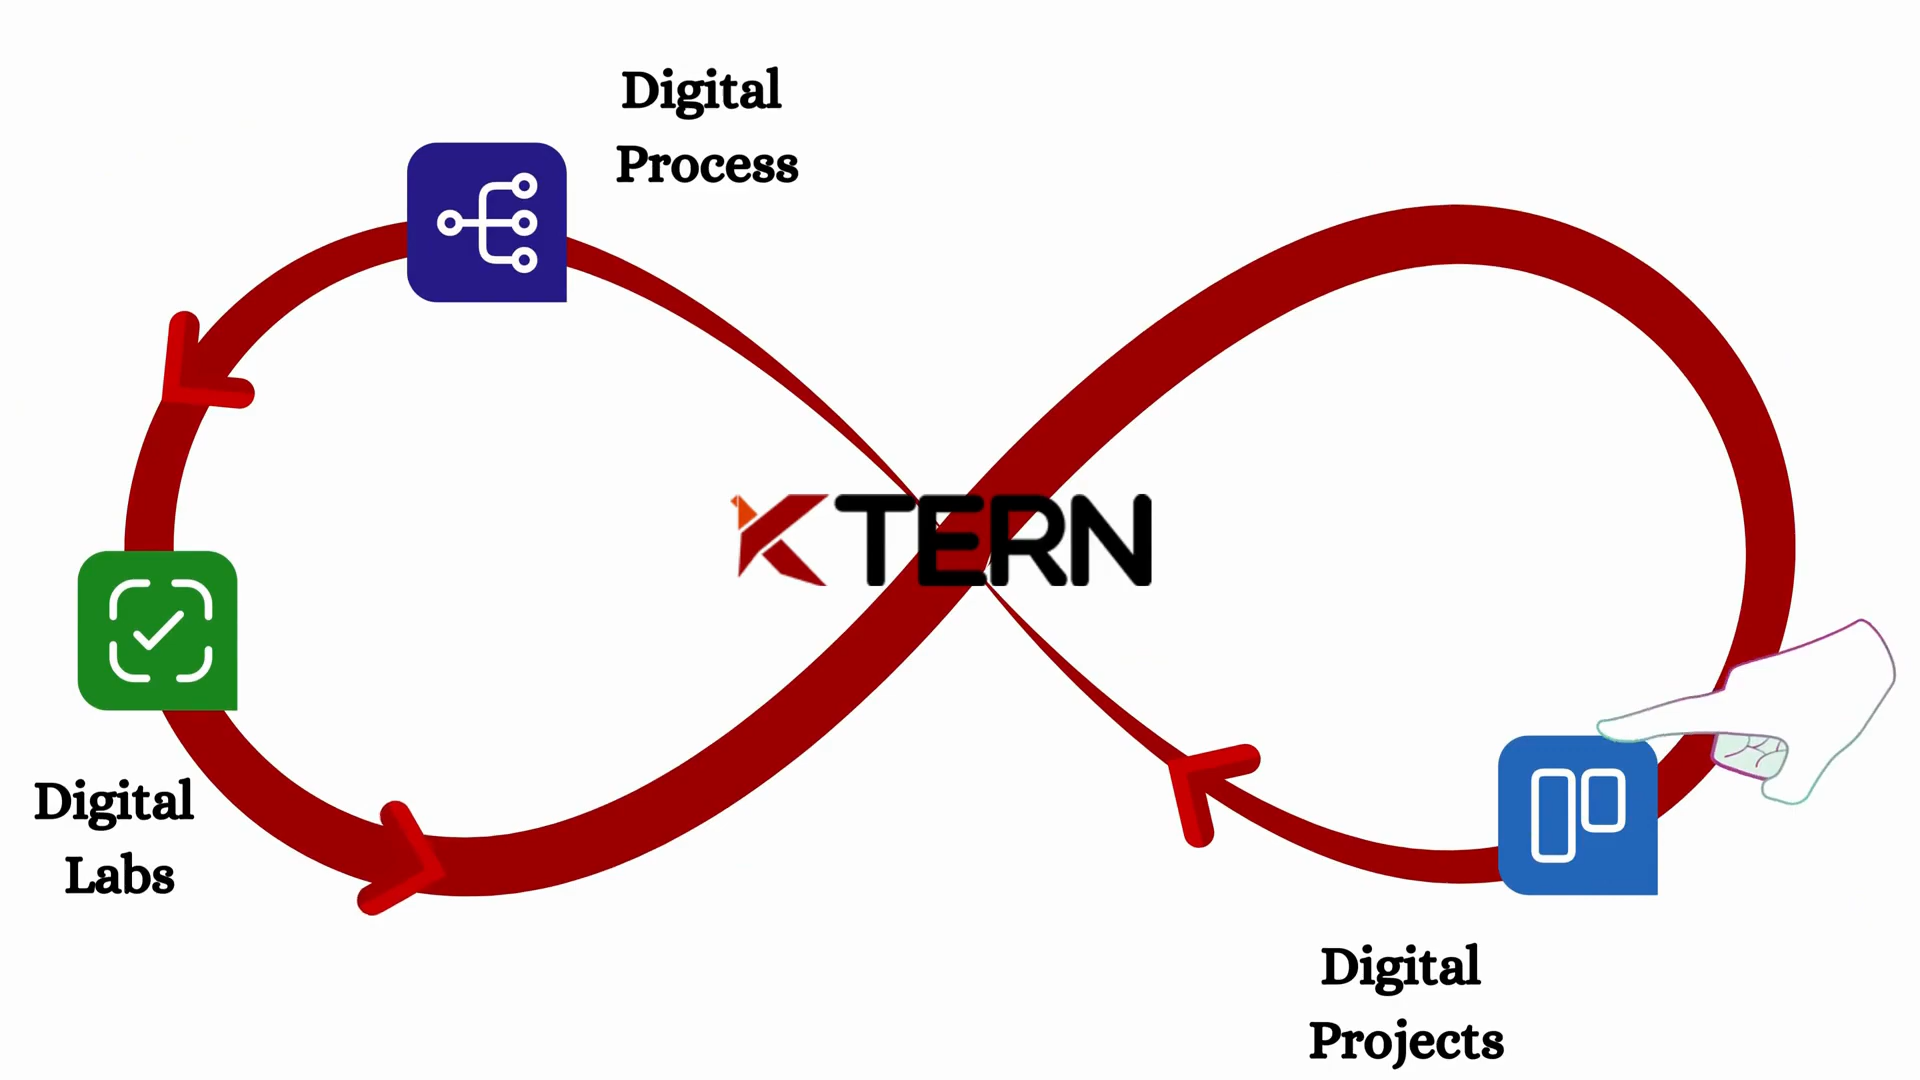 Digital
Process
KTERN
Digital
Labs
Digital
Projects